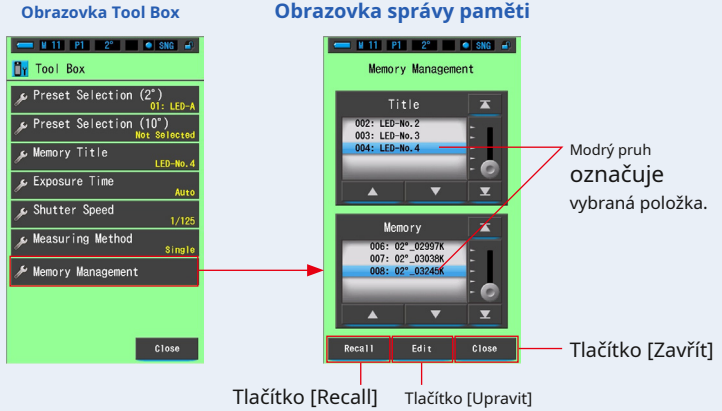 Obrazovka Tool Box
M 11 P1 2° SNG
Tool Box
Preset Selection (2°)
01: LED-A
Preset Selection (10°)
Not Selected
Memory Title
LED-No.4
Exposure Time
Auto
Shutter Speed
1/125
Measuring Method
Single
Memory Management
Close
Obrazovka správy paměti
M 11 P1 2° SNG
Memory Management
Title
002: LED-No.2
003: LED-No.3
004: LED-No.4
Memory
006: 02°_02997K
007: 02°_03038K
008: 02°_03245K
Recall Edit Close
Modrý pruh
označuje
vybraná položka.
Tlačítko [Zavřít]
Tlačítko [Recall]
Tlačítko [Upravit]